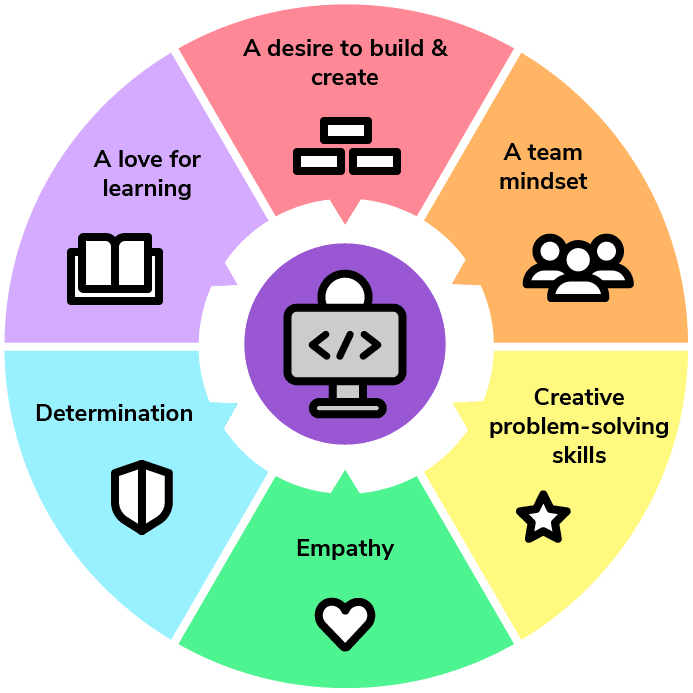 A desire to build &
create
A team
mindset
Creative
problem-solving
skills
Empathy
Determination
A love for
learning
</>